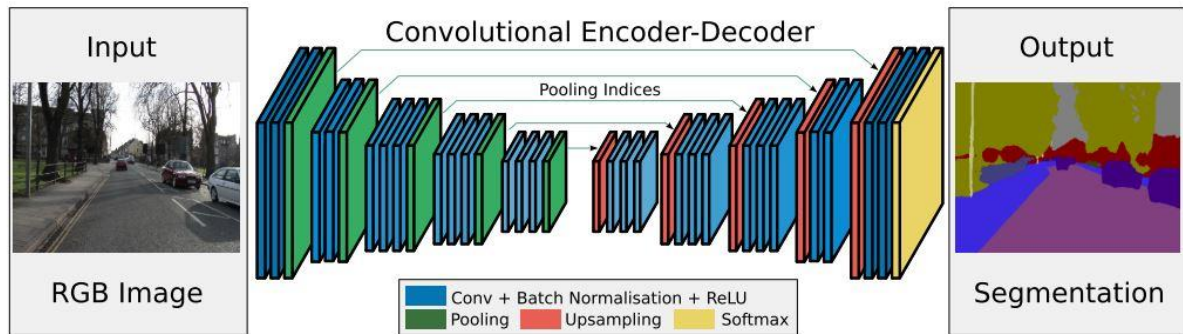 Input
RGB Image
Convolutional Encoder-Decoder
Pooling Indices
Conv + Batch Normalisation + ReLU
Pooling Upsampling Softmax
Output
Segmentation